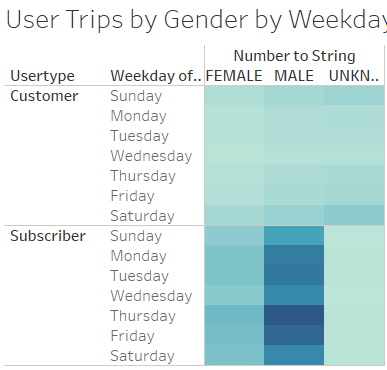 User Trips by Gender by Weekday
Number to String
Usertype Weekday of.. FEMALE MALE UNKN..
Customer Sunday
Monday
Tuesday
Wednesday
Thursday
Friday
Saturday
Subscriber Sunday
Monday
Tuesday
Wednesday
Thursday
Friday
Saturday